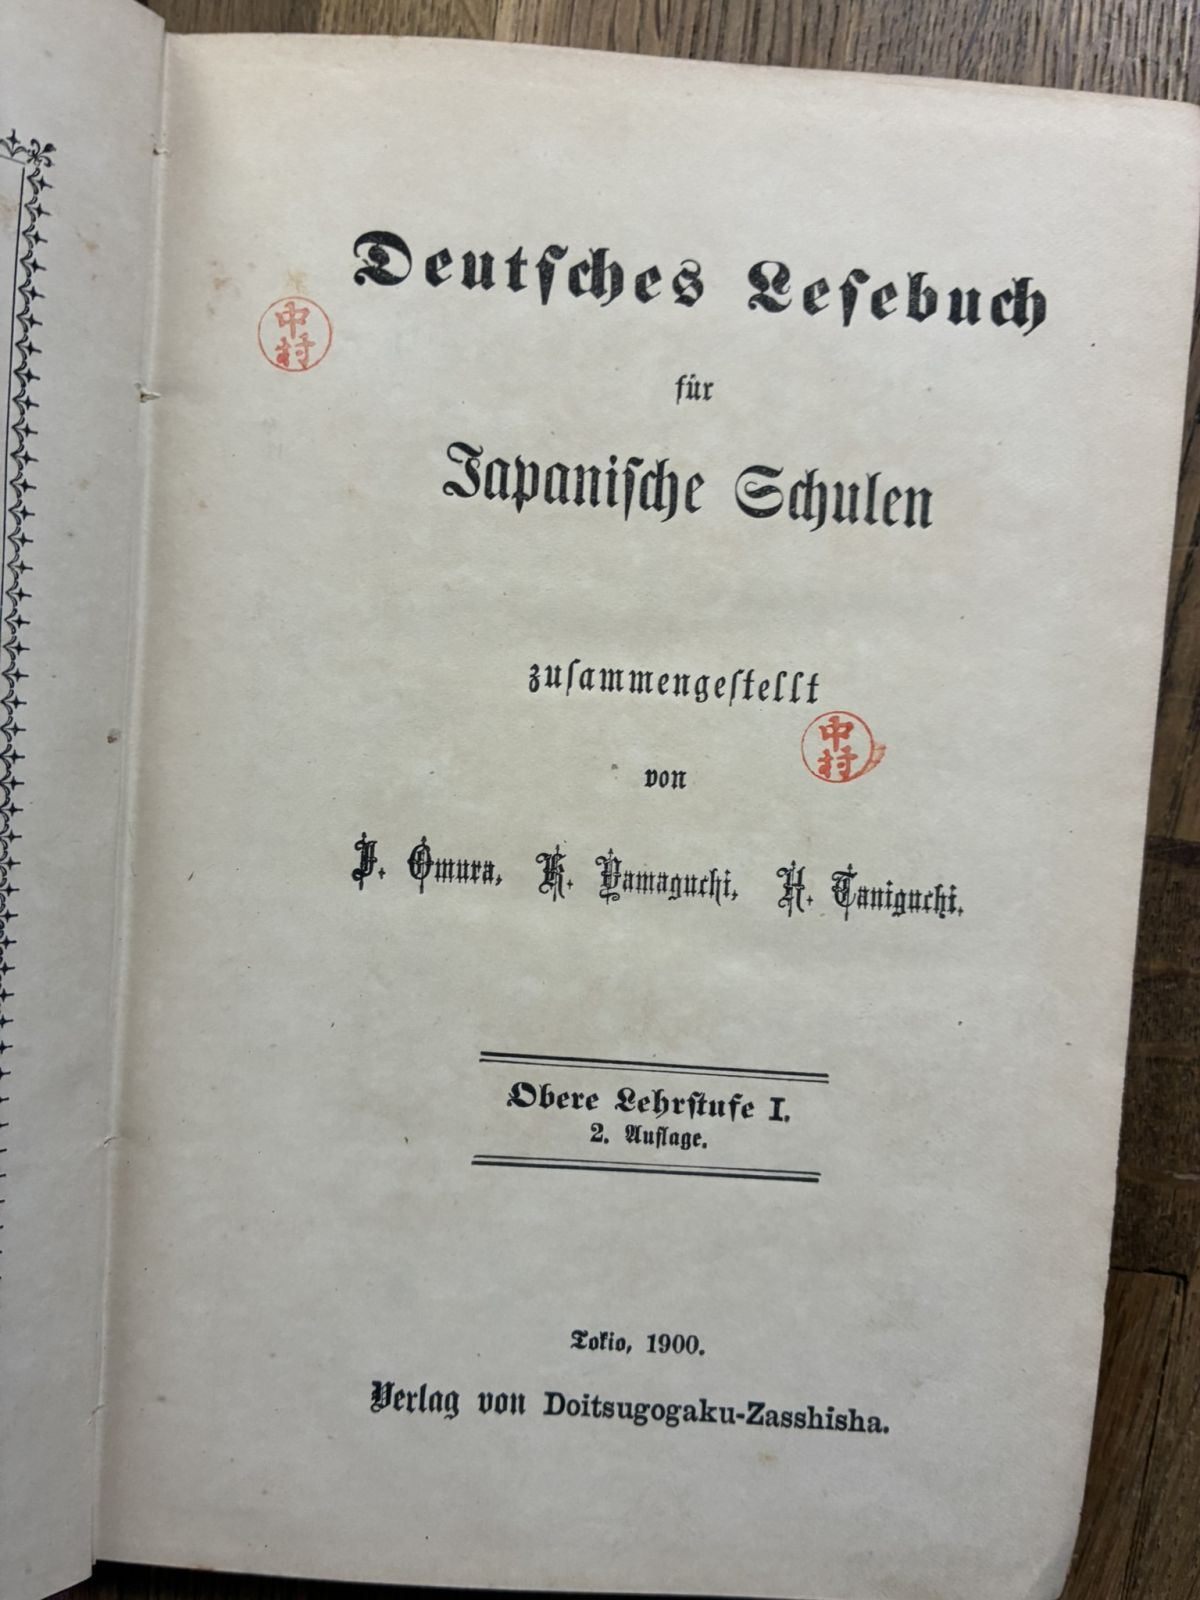 Deutsches Lesebuch
中村
für
Japanische Schulen
zusammengestellt
中村
von
J. Omura, K. Yamaguchi, H. Taniguchi.
Obere Lehrstufe I.
2. Auflage.
Tokio, 1900.
Verlag von Doitsugogaku-Zasshisha.